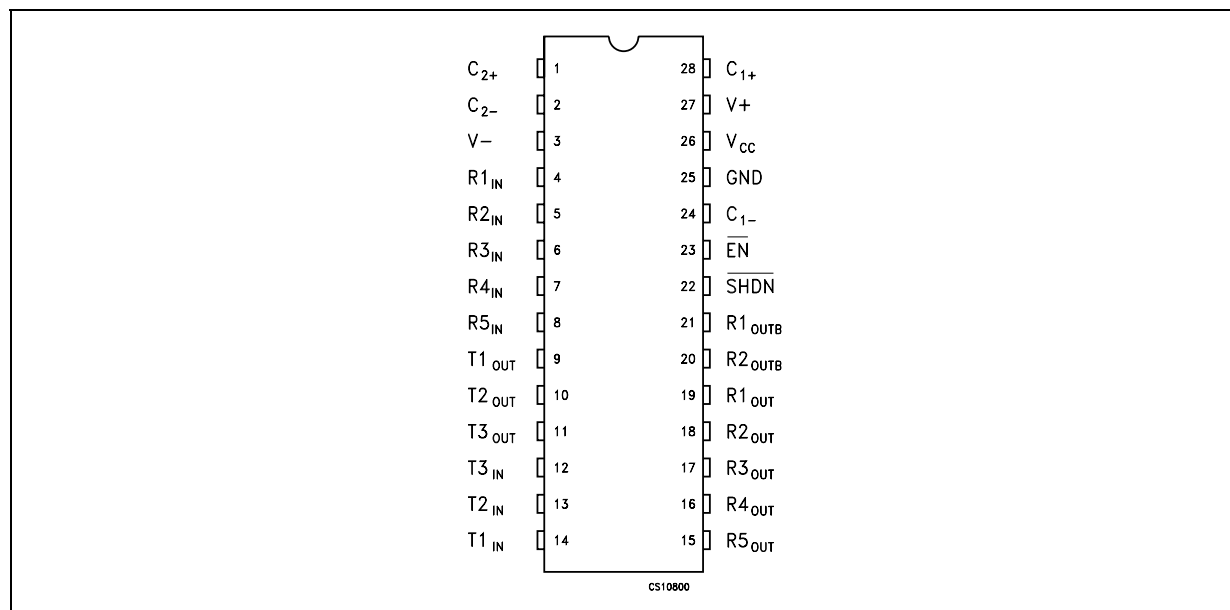 C2+ 1 28 C1+
C2- 2 27 V+
V- 3 26 VCC
R1IN 4 25 GND
R2IN 5 24 C1-
R3IN 6 23 E̅N̅
R4IN 7 22 S̅H̅D̅N̅
R5IN 8 21 R1OUTB
T1OUT 9 20 R2OUTB
T2OUT 10 19 R1OUT
T3OUT 11 18 R2OUT
T3IN 12 17 R3OUT
T2IN 13 16 R4OUT
T1IN 14 15 R5OUT
CS10800